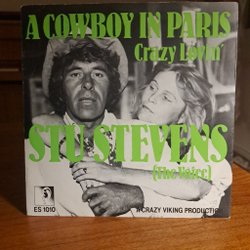 A COWBOY IN PARIS
Crazy Lovin'
STU STEVENS
(The Voice)
ES 1010
A CRAZY VIKING PRODUCTION